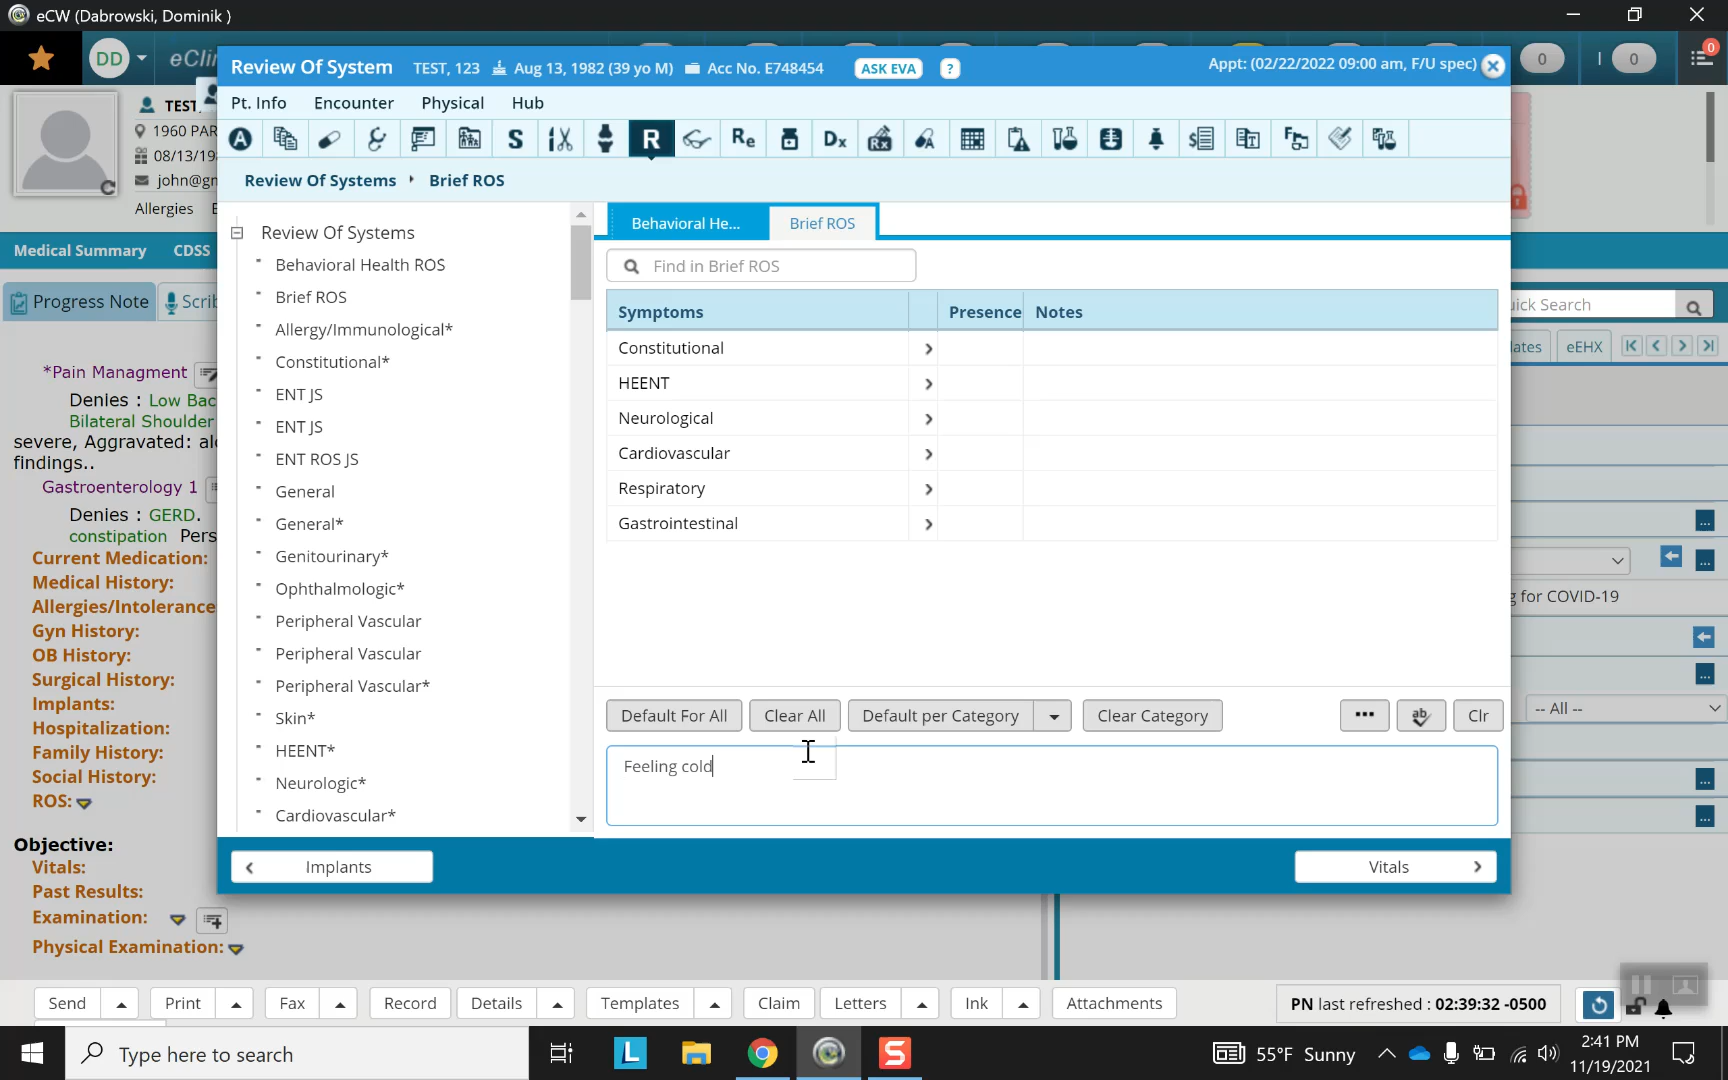 eCW (Dabrowski, Dominik )
DD
eCli
0
0
0
Review Of System TEST, 123 Aug 13, 1982 (39 yo M) Acc No. E748454 ASK EVA ? Appt: (02/22/2022 09:00 am, F/U spec)
Pt. Info Encounter Physical Hub
A S R Re Dx Rx
Review Of Systems Brief ROS
TEST,
1960 PAR
08/13/19
john@gm
Allergies
Medical Summary CDSS
Progress Note Scrib
uick Search
ates eEHX
*Pain Managment
Denies : Low Bac
Bilateral Shoulder
severe, Aggravated: al
findings..
Gastroenterology 1
Denies : GERD.
constipation Pers
Current Medication:
Medical History:
Allergies/Intolerance
Gyn History:
OB History:
Surgical History:
Implants:
Hospitalization:
Family History:
Social History:
ROS:
Objective:
Vitals:
Past Results:
Examination:
Physical Examination:
Review Of Systems
Behavioral Health ROS
Brief ROS
Allergy/Immunological*
Constitutional*
ENT JS
ENT JS
ENT ROS JS
General
General*
Genitourinary*
Ophthalmologic*
Peripheral Vascular
Peripheral Vascular
Peripheral Vascular*
Skin*
HEENT*
Neurologic*
Cardiovascular*
Behavioral He... Brief ROS
Find in Brief ROS
Symptoms Presence Notes
Constitutional
HEENT
Neurological
Cardiovascular
Respiratory
Gastrointestinal
Default For All Clear All Default per Category Clear Category ... ab Clr
Feeling cold
Implants Vitals
g for COVID-19
-- All --
Send Print Fax Record Details Templates Claim Letters Ink Attachments PN last refreshed : 02:39:32 -0500
Type here to search
L
S
55°F Sunny
2:41 PM
11/19/2021